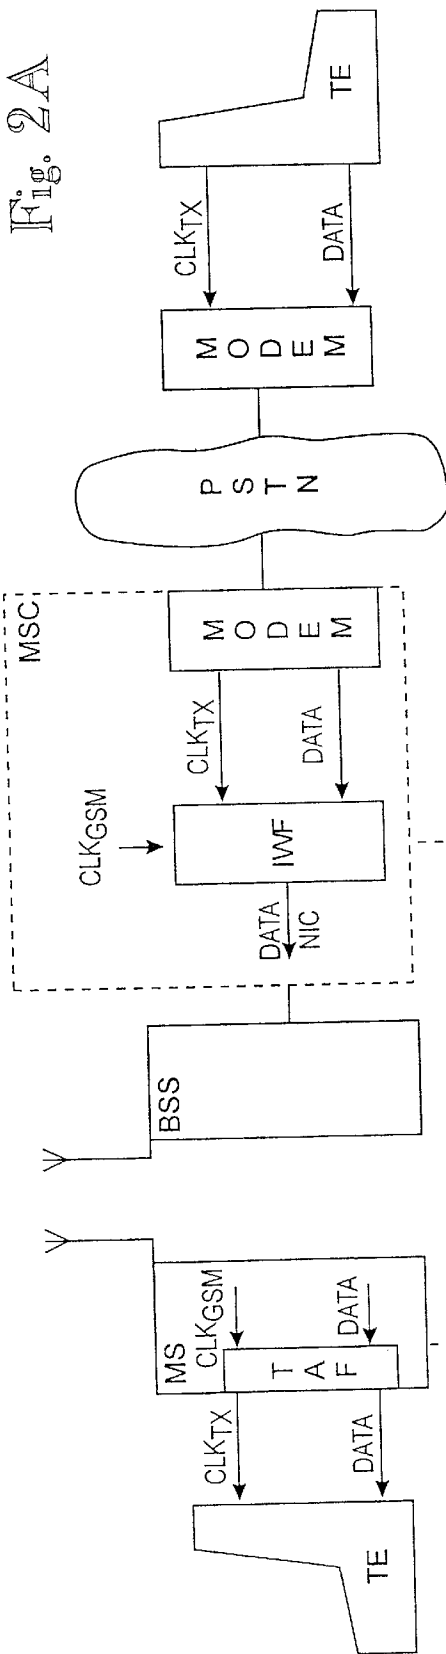 Fig. 2A
TE
CLKTX
DATA
TAF
MS
CLKGSM
DATA
BSS
MSC
CLKGSM
DATA
NIC
IWF
CLKTX
DATA
MODEM
PSTN
MODEM
CLKTX
DATA
TE